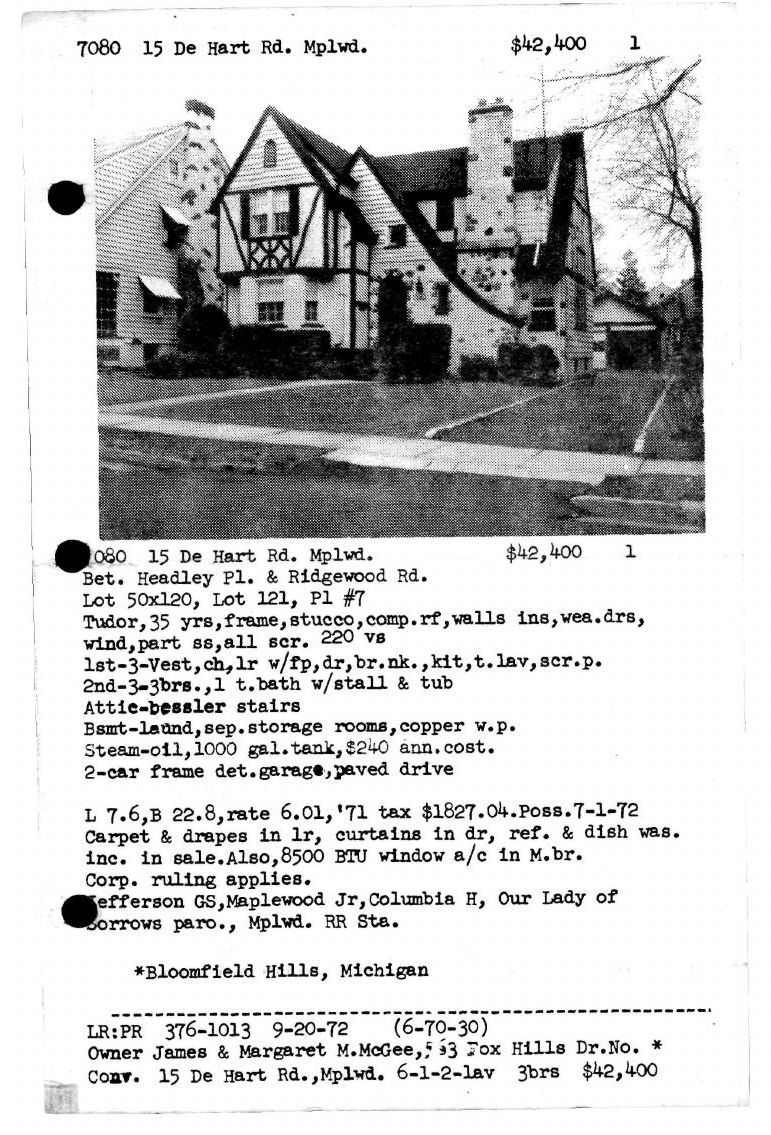 7080 15 De Hart Rd. Mplwd. $42,400 1
080 15 De Hart Rd. Mplwd. $42,400 1
Bet. Headley Pl. & Ridgewood Rd.
Lot 50x120, Lot 121, Pl #7
Tudor,35 yrs,frame,stucco,comp.rf,walls ins,wea.drs,
wind,part ss,all scr. 220 vs
1st-3-Vest,ch,lr w/fp,dr,br.nk.,kit,t.lav,scr.p.
2nd-3-3brs.,1 t.bath w/stall & tub
Attic-bessler stairs
Bsmt-laund,sep.storage rooms,copper w.p.
Steam-oil,1000 gal.tank,$240 ann.cost.
2-car frame det.garage,paved drive
L 7.6,B 22.8,rate 6.01,'71 tax $1827.04.Poss.7-1-72
Carpet & drapes in lr, curtains in dr, ref. & dish was.
inc. in sale.Also,8500 BTU window a/c in M.br.
Corp. ruling applies.
Jefferson GS,Maplewood Jr,Columbia H, Our Lady of
Sorrows paro., Mplwd. RR Sta.
*Bloomfield Hills, Michigan
LR:PR 376-1013 9-20-72 (6-70-30)
Owner James & Margaret M.McGee, Fox Hills Dr.No. *
Conv. 15 De Hart Rd.,Mplwd. 6-1-2-lav 3brs $42,400